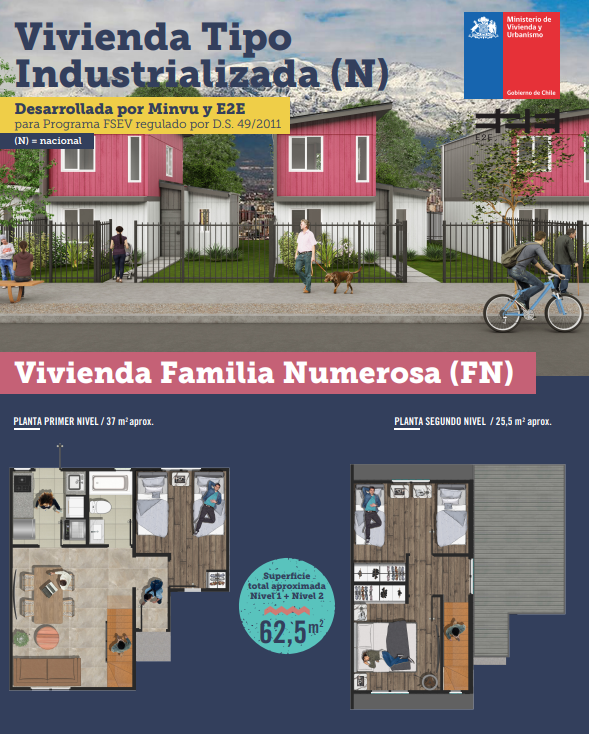 Vivienda Tipo
Industrializada (N)
Ministerio de
Vivienda y
Urbanismo
Gobierno de Chile
Desarrollada por Minvu y E2E
para Programa FSEV regulado por D.S. 49/2011
(N) = nacional
E2E
Vivienda Familia Numerosa (FN)
PLANTA PRIMER NIVEL / 37 m² aprox.
PLANTA SEGUNDO NIVEL / 25,5 m² aprox.
Superficie
total aproximada
Nivel 1 + Nivel 2
62,5 m²